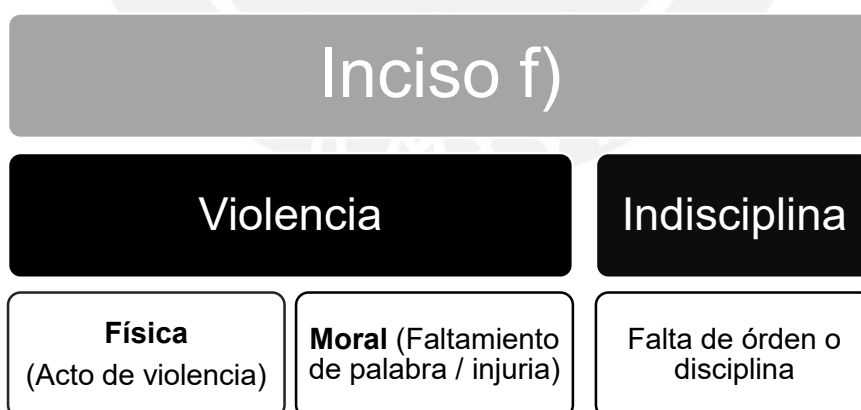 Inciso f)
Violencia
Indisciplina
Física
(Acto de violencia)
Moral (Faltamiento
de palabra / injuria)
Falta de órden o
disciplina